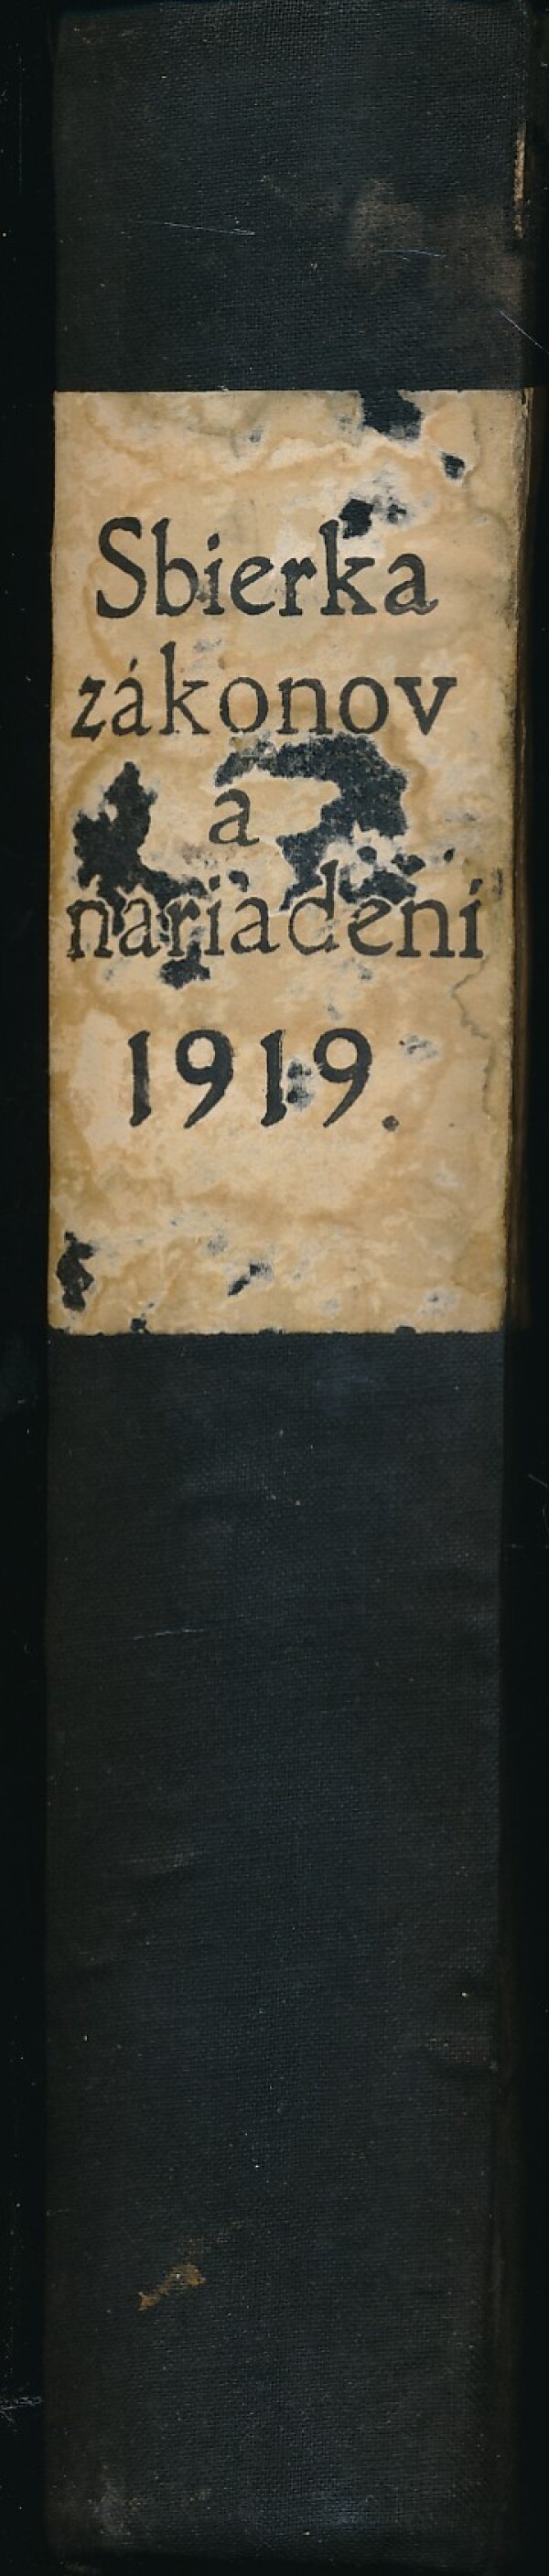 Sbierka
zákonov
a
nariadení
1919.